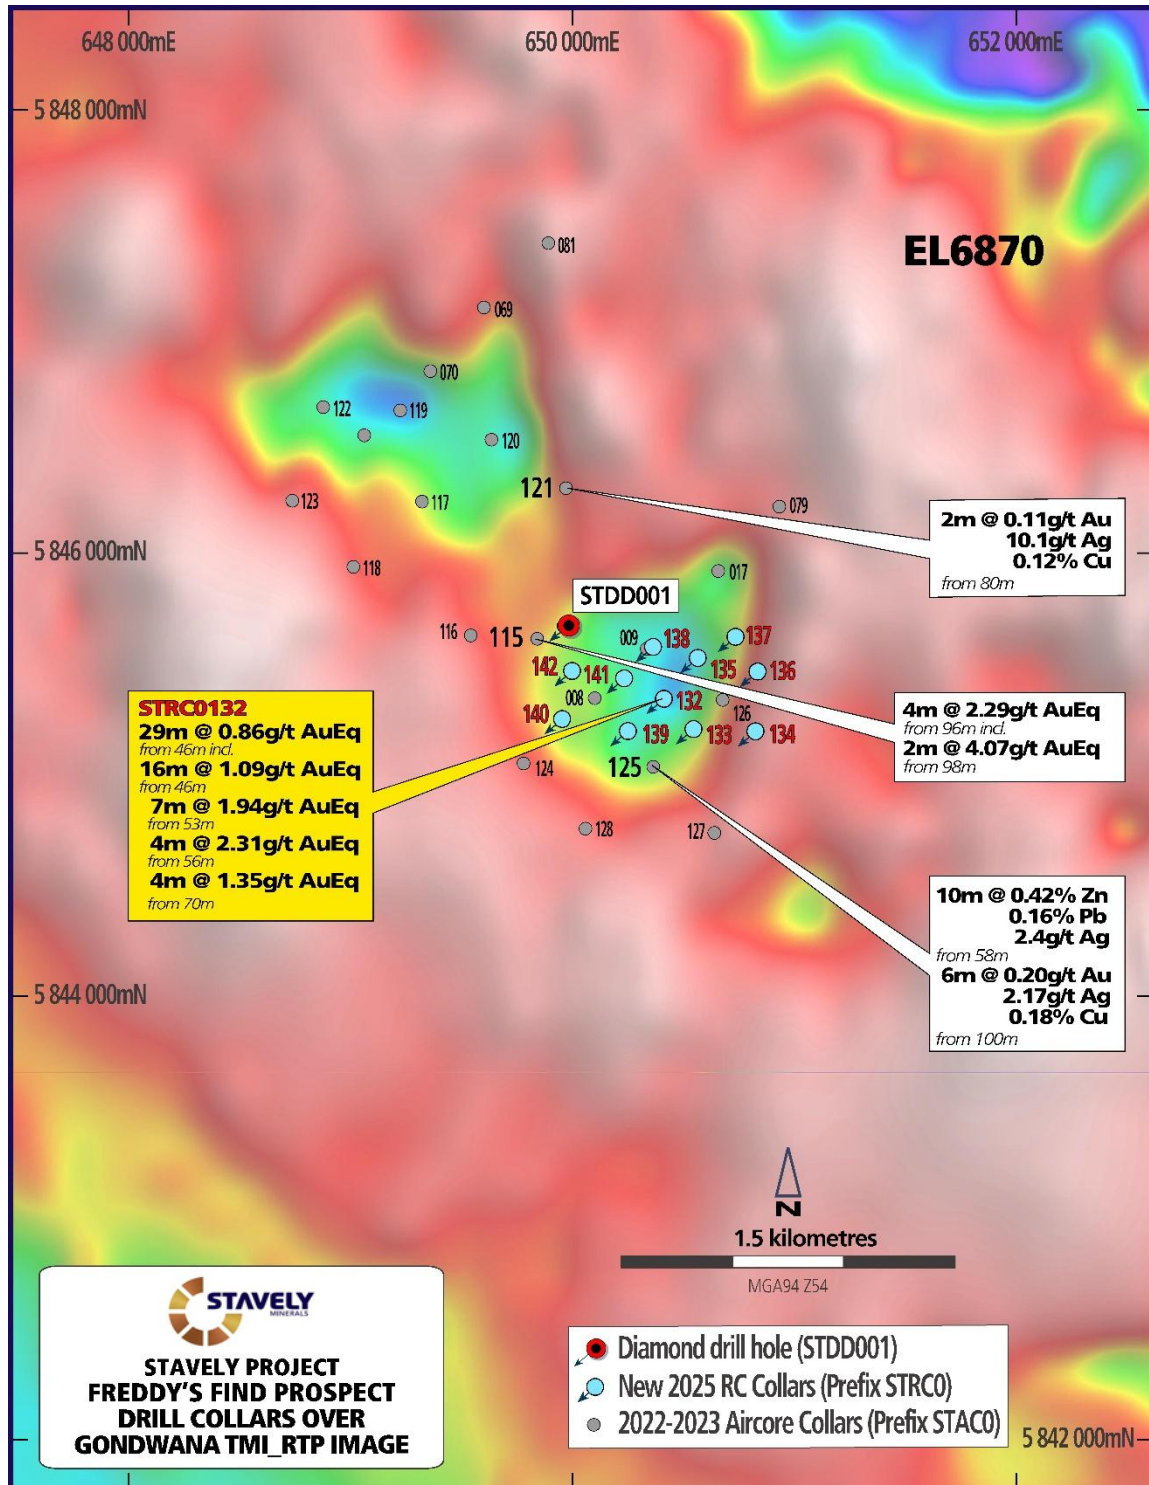 648 000mE
650 000mE
652 000mE
5 848 000mN
EL6870
081
069
070
122
119
120
123
117
121
079
2m @ 0.11g/t Au
10.1g/t Ag
0.12% Cu
from 80m
5 846 000mN
118
017
STDD001
116
115
009
138
137
142
141
135
136
008
132
126
140
139
133
134
124
125
128
127
STRC0132
29m @ 0.86g/t AuEq
from 46m incl.
16m @ 1.09g/t AuEq
from 46m
7m @ 1.94g/t AuEq
from 53m
4m @ 2.31g/t AuEq
from 56m
4m @ 1.35g/t AuEq
from 70m
4m @ 2.29g/t AuEq
from 96m incl.
2m @ 4.07g/t AuEq
from 98m
10m @ 0.42% Zn
0.16% Pb
2.4g/t Ag
from 58m
6m @ 0.20g/t Au
2.17g/t Ag
0.18% Cu
from 100m
5 844 000mN
N
1.5 kilometres
MGA94 Z54
STAVELY
MINERALS
STAVELY PROJECT
FREDDY'S FIND PROSPECT
DRILL COLLARS OVER
GONDWANA TMI_RTP IMAGE
Diamond drill hole (STDD001)
New 2025 RC Collars (Prefix STRC0)
2022-2023 Aircore Collars (Prefix STAC0)
5 842 000mN